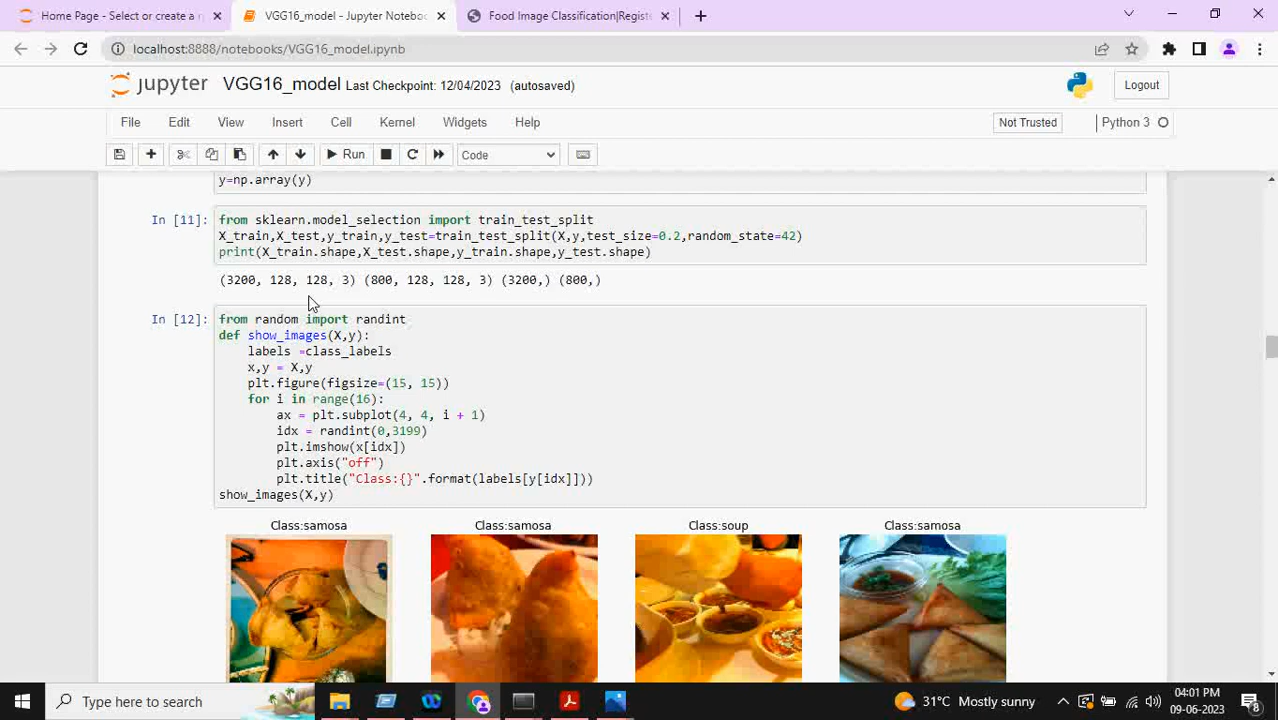 Home Page - Select or create a r
VGG16_model - Jupyter Noteboo
Food Image Classification|Regist
localhost:8888/notebooks/VGG16_model.ipynb
jupyter VGG16_model Last Checkpoint: 12/04/2023 (autosaved)
Logout
File Edit View Insert Cell Kernel Widgets Help
Not Trusted
Python 3
Run
Code
y=np.array(y)
In [11]: from sklearn.model_selection import train_test_split
X_train,X_test,y_train,y_test=train_test_split(X,y,test_size=0.2,random_state=42)
print(X_train.shape,X_test.shape,y_train.shape,y_test.shape)
(3200, 128, 128, 3) (800, 128, 128, 3) (3200,) (800,)
In [12]: from random import randint
def show_images(X,y):
labels =class_labels
x,y = X,y
plt.figure(figsize=(15, 15))
for i in range(16):
ax = plt.subplot(4, 4, i + 1)
idx = randint(0,3199)
plt.imshow(x[idx])
plt.axis("off")
plt.title("Class:{}".format(labels[y[idx]]))
show_images(X,y)
Class:samosa Class:samosa Class:soup Class:samosa
Type here to search
31°C Mostly sunny
04:01 PM
09-06-2023
8